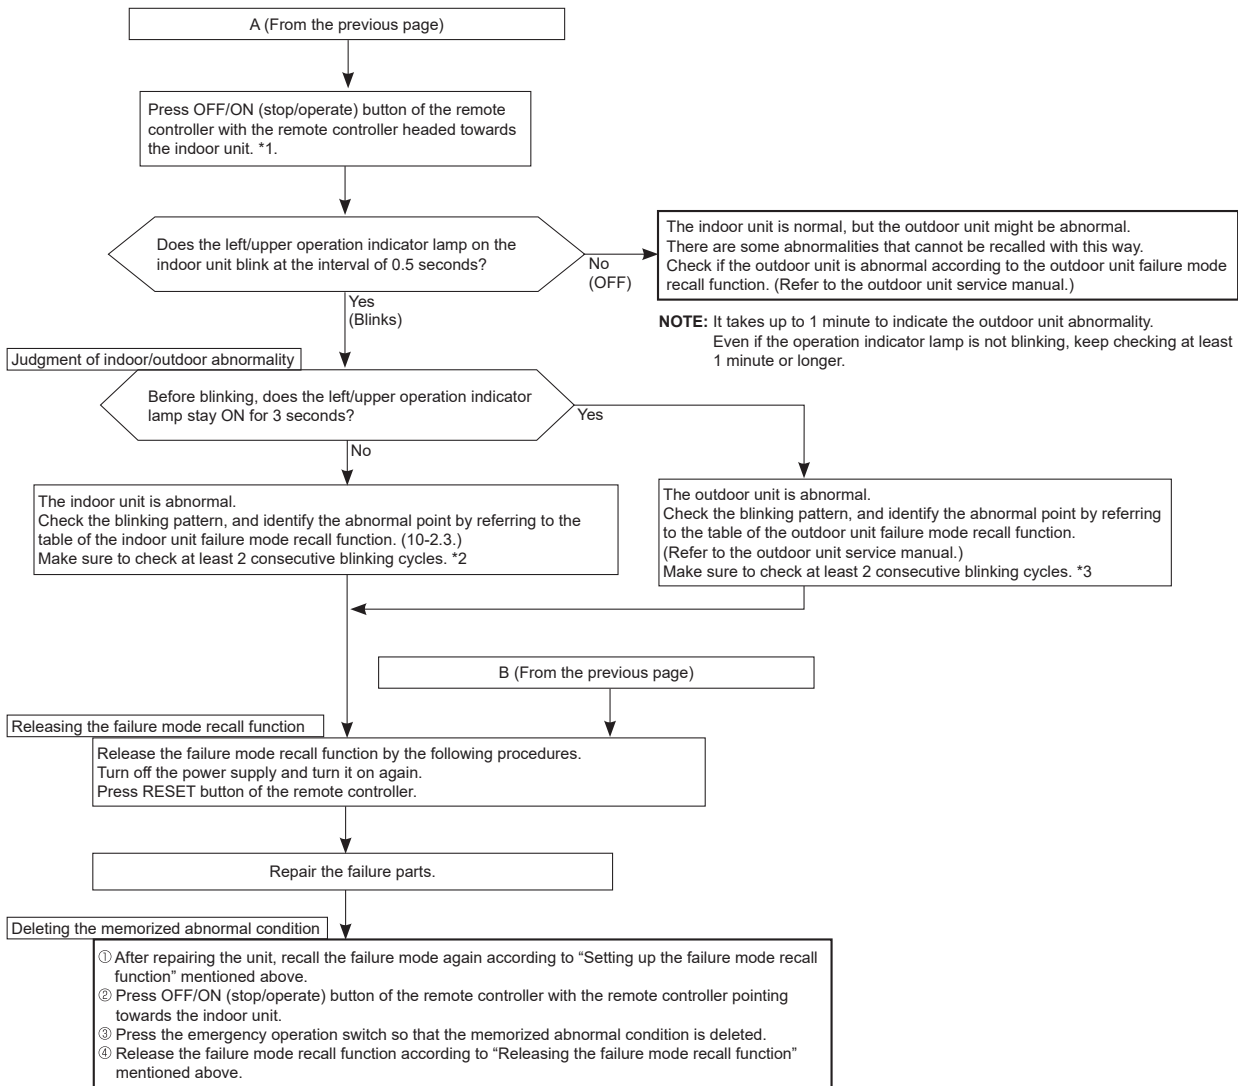 A (From the previous page)
Press OFF/ON (stop/operate) button of the remote
controller with the remote controller headed towards
the indoor unit. *1.
Does the left/upper operation indicator lamp on the
indoor unit blink at the interval of 0.5 seconds?
No
(OFF)
The indoor unit is normal, but the outdoor unit might be abnormal.
There are some abnormalities that cannot be recalled with this way.
Check if the outdoor unit is abnormal according to the outdoor unit failure mode
recall function. (Refer to the outdoor unit service manual.)
NOTE: It takes up to 1 minute to indicate the outdoor unit abnormality.
Even if the operation indicator lamp is not blinking, keep checking at least
1 minute or longer.
Yes
(Blinks)
Judgment of indoor/outdoor abnormality
Before blinking, does the left/upper operation indicator
lamp stay ON for 3 seconds?
Yes
No
The indoor unit is abnormal.
Check the blinking pattern, and identify the abnormal point by referring to the
table of the indoor unit failure mode recall function. (10-2.3.)
Make sure to check at least 2 consecutive blinking cycles. *2
The outdoor unit is abnormal.
Check the blinking pattern, and identify the abnormal point by referring
to the table of the outdoor unit failure mode recall function.
(Refer to the outdoor unit service manual.)
Make sure to check at least 2 consecutive blinking cycles. *3
B (From the previous page)
Releasing the failure mode recall function
Release the failure mode recall function by the following procedures.
Turn off the power supply and turn it on again.
Press RESET button of the remote controller.
Repair the failure parts.
Deleting the memorized abnormal condition
① After repairing the unit, recall the failure mode again according to “Setting up the failure mode recall
function” mentioned above.
② Press OFF/ON (stop/operate) button of the remote controller with the remote controller pointing
towards the indoor unit.
③ Press the emergency operation switch so that the memorized abnormal condition is deleted.
④ Release the failure mode recall function according to “Releasing the failure mode recall function”
mentioned above.